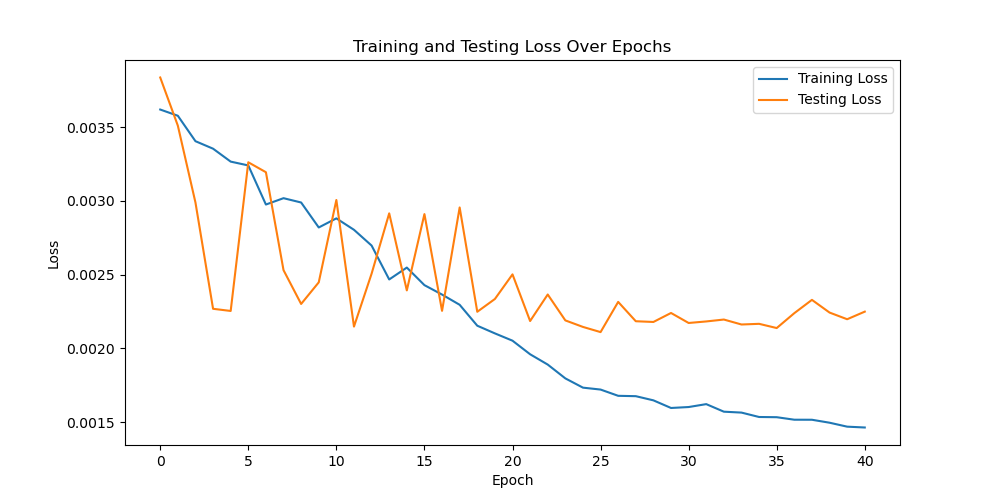 Training and Testing Loss Over Epochs
Training Loss
Testing Loss
0.0035
0.0030
0.0025
0.0020
0.0015
Loss
0 5 10 15 20 25 30 35 40
Epoch